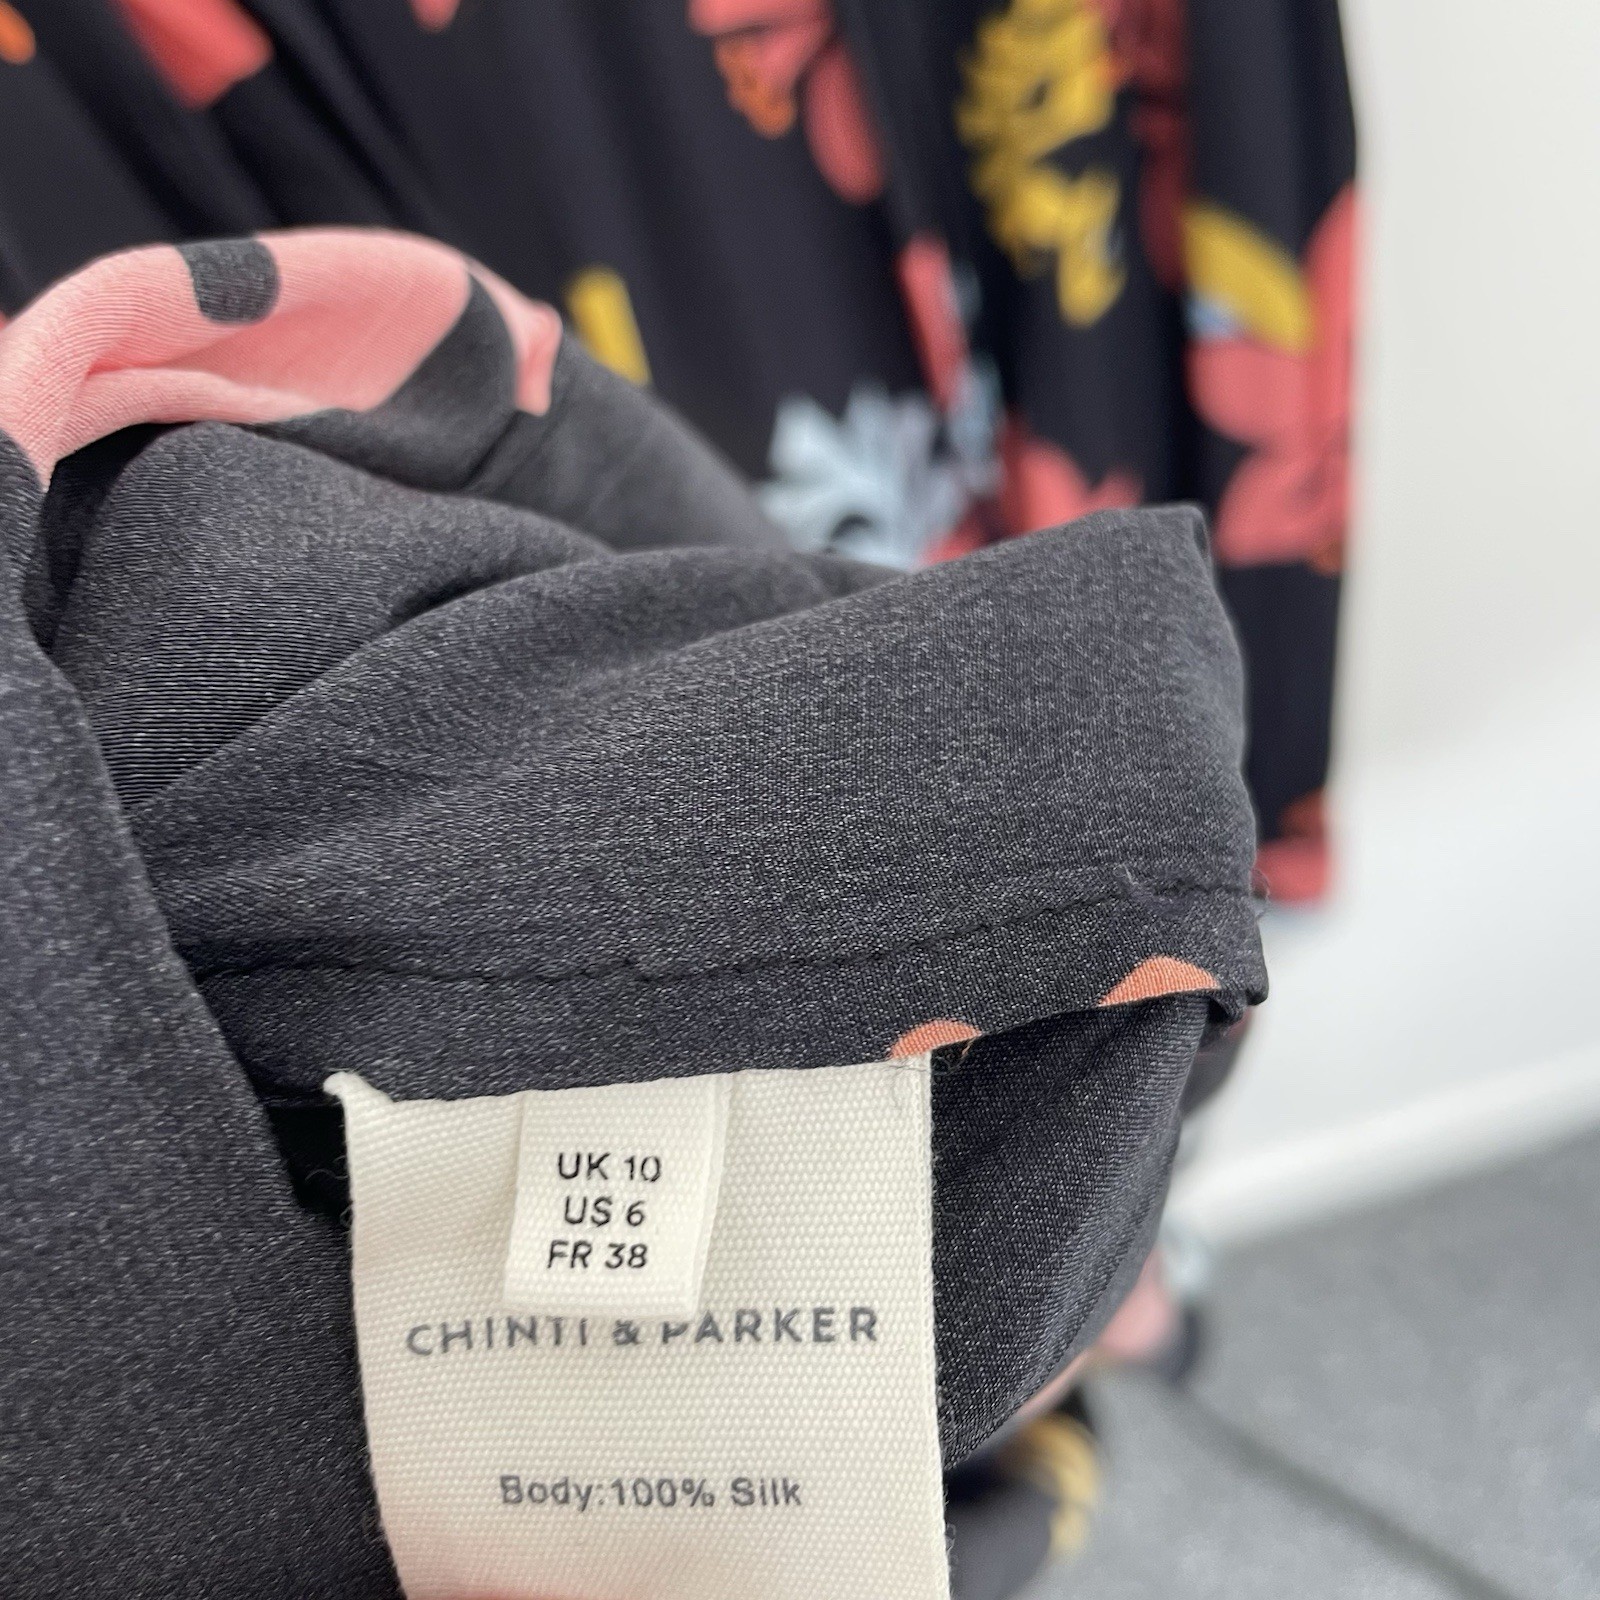 UK 10
US 6
FR 38
CHINTI & PARKER
Body:100% Silk